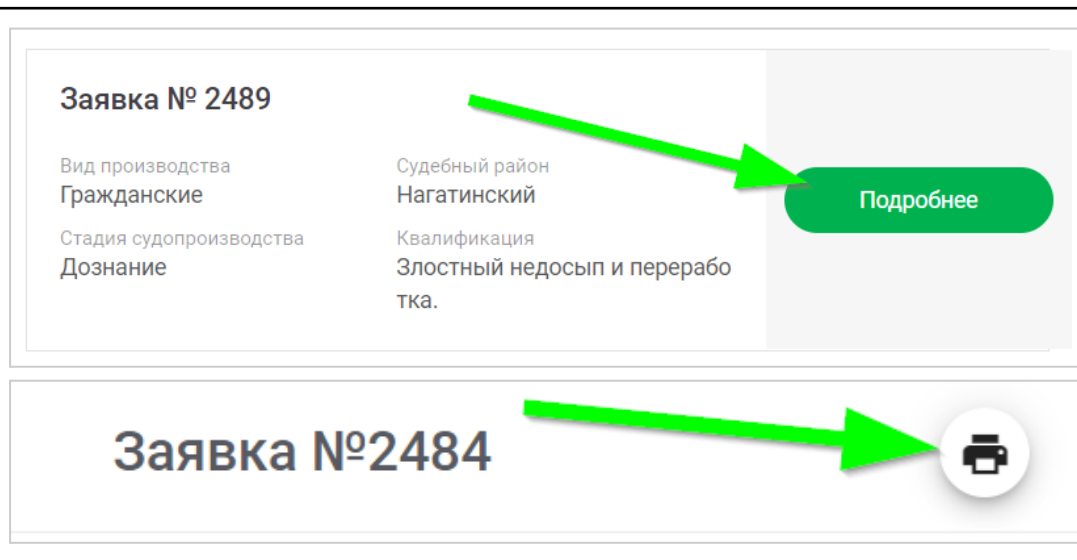 Заявка № 2489
Вид производства
Гражданские
Судебный район
Нагатинский
Подробнее
Стадия судопроизводства
Дознание
Квалификация
Злостный недосып и перерабо
тка.
Заявка №2484